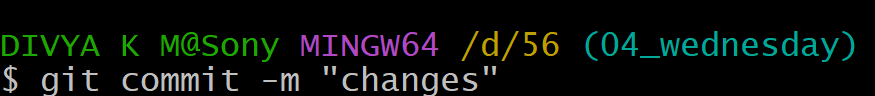 DIVYA K M@Sony MINGW64 /d/56 (04_wednesday)
$ git commit -m "changes"